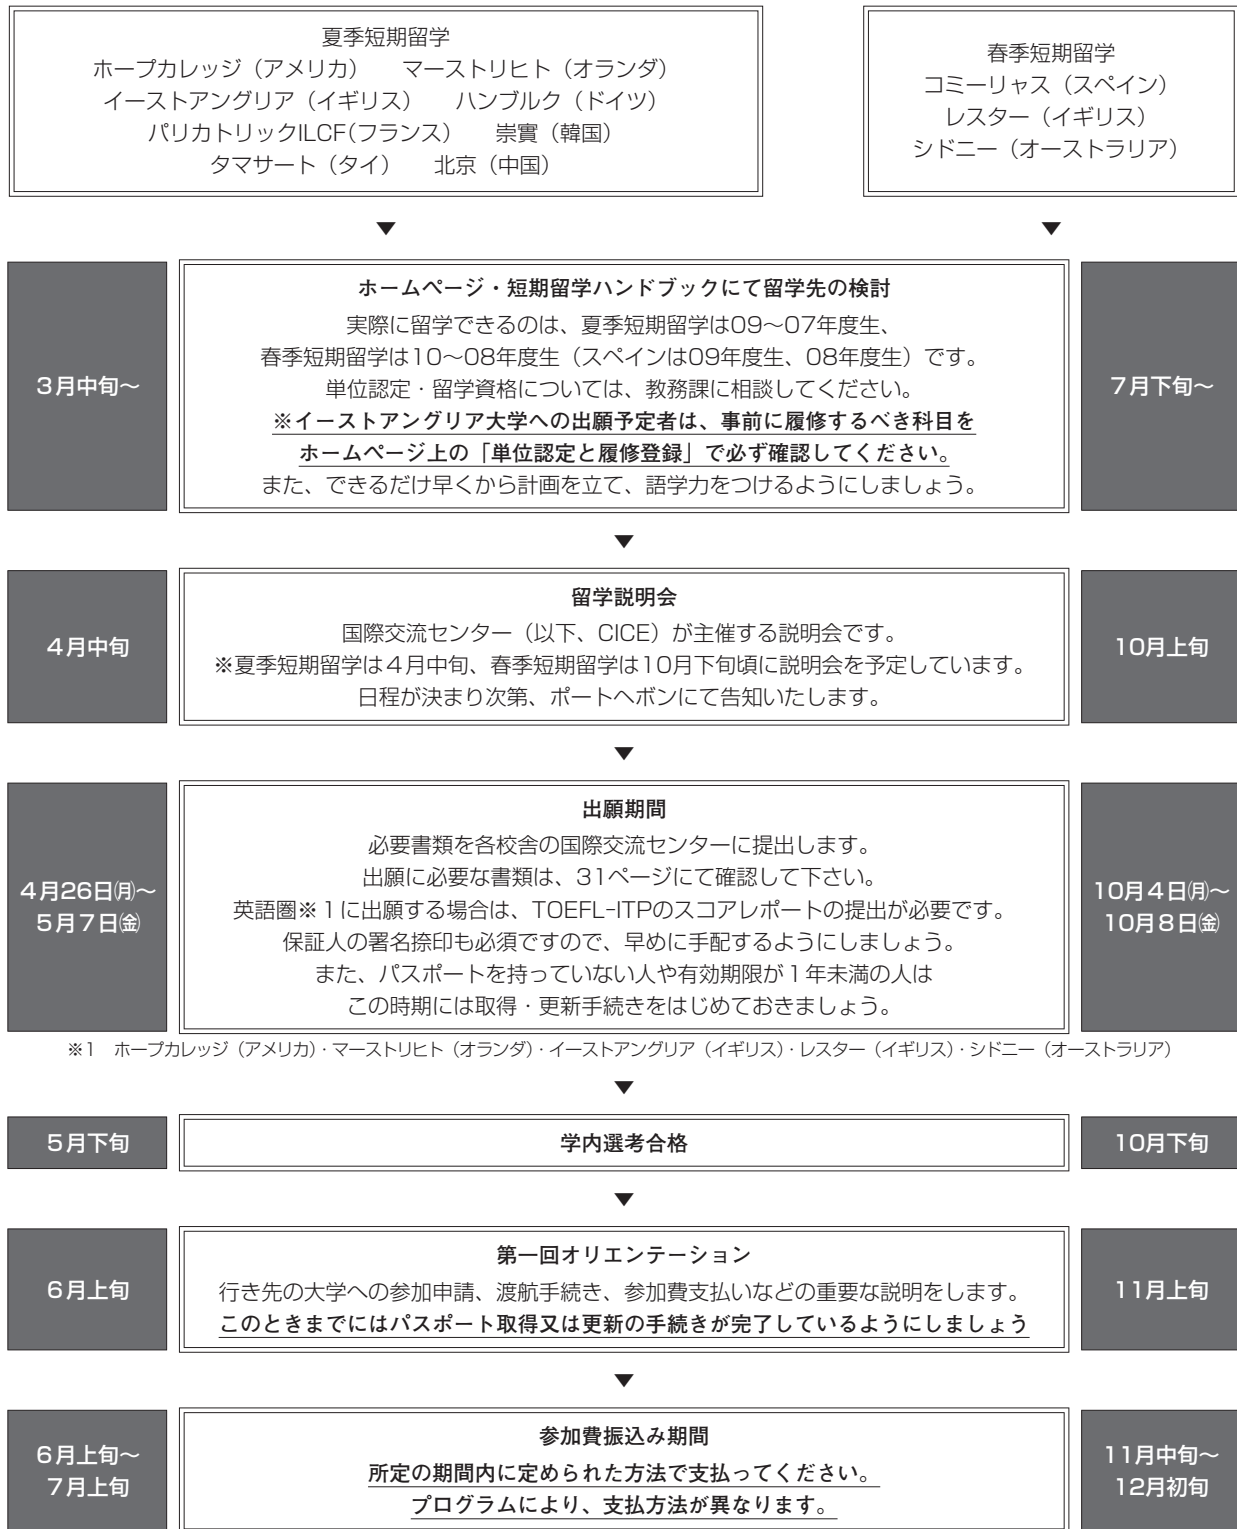 夏季短期留学
ホープカレッジ（アメリカ）　マーストリヒト（オランダ）
イーストアングリア（イギリス）　ハンブルク（ドイツ）
パリカトリックILCF（フランス）　崇實（韓国）
タマサート（タイ）　北京（中国）
春季短期留学
コミーリャス（スペイン）
レスター（イギリス）
シドニー（オーストラリア）
▼
▼
3月中旬～
ホームページ・短期留学ハンドブックにて留学先の検討
実際に留学できるのは、夏季短期留学は09～07年度生、
春季短期留学は10～08年度生（スペインは09年度生、08年度生）です。
単位認定・留学資格については、教務課に相談してください。
※イーストアングリア大学への出願予定者は、事前に履修するべき科目を
ホームページ上の「単位認定と履修登録」で必ず確認してください。
また、できるだけ早くから計画を立て、語学力をつけるようにしましょう。
7月下旬～
▼
4月中旬
留学説明会
国際交流センター（以下、CICE）が主催する説明会です。
※夏季短期留学は４月中旬、春季短期留学は10月下旬頃に説明会を予定しています。
日程が決まり次第、ポートヘボンにて告知いたします。
10月上旬
▼
4月26日㈪～
5月7日㈮
出願期間
必要書類を各校舎の国際交流センターに提出します。
出願に必要な書類は、31ページにて確認して下さい。
英語圏※１に出願する場合は、TOEFL-ITPのスコアレポートの提出が必要です。
保証人の署名捺印も必須ですので、早めに手配するようにしましょう。
また、パスポートを持っていない人や有効期限が１年未満の人は
この時期には取得・更新手続きをはじめておきましょう。
10月4日㈪～
10月8日㈮
※1　ホープカレッジ（アメリカ）・マーストリヒト（オランダ）・イーストアングリア（イギリス）・レスター（イギリス）・シドニー（オーストラリア）
▼
5月下旬
学内選考合格
10月下旬
▼
6月上旬
第一回オリエンテーション
行き先の大学への参加申請、渡航手続き、参加費支払いなどの重要な説明をします。
このときまでにはパスポート取得又は更新の手続きが完了しているようにしましょう
11月上旬
▼
6月上旬～
7月上旬
参加費振込み期間
所定の期間内に定められた方法で支払ってください。
プログラムにより、支払方法が異なります。
11月中旬～
12月初旬